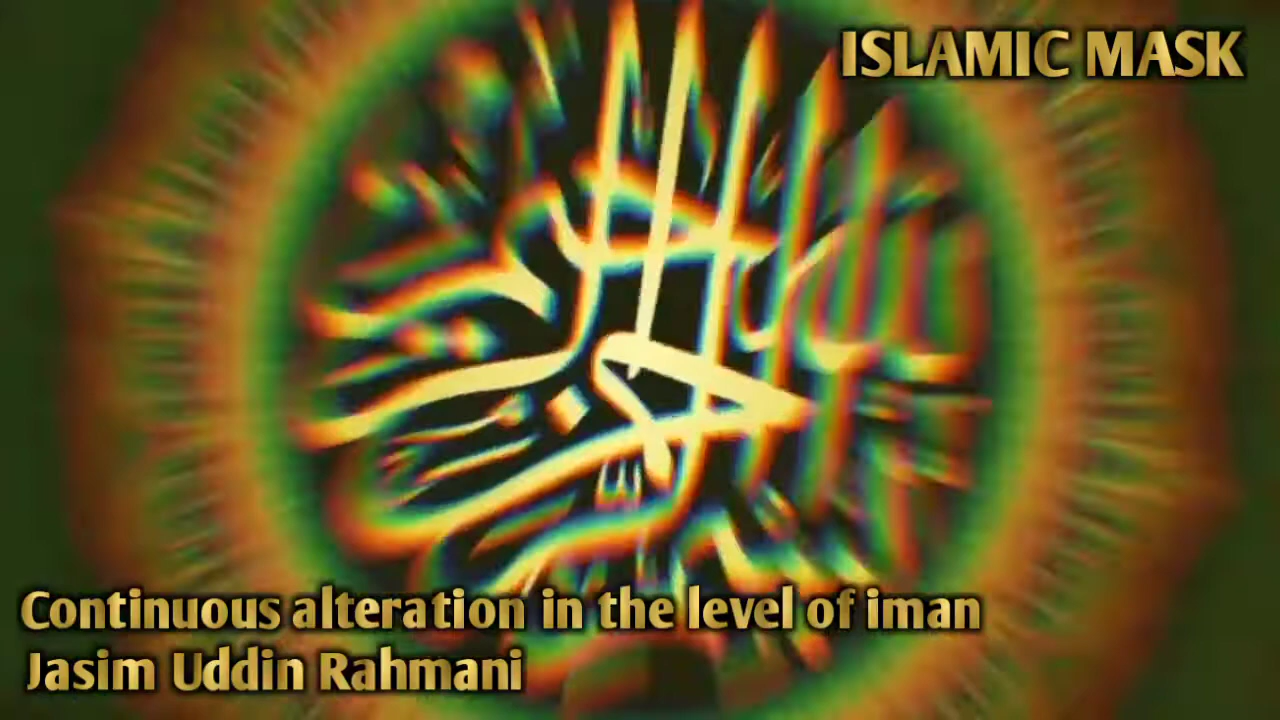 ISLAMIC MASK
Continuous alteration in the level of iman
Jasim Uddin Rahmani